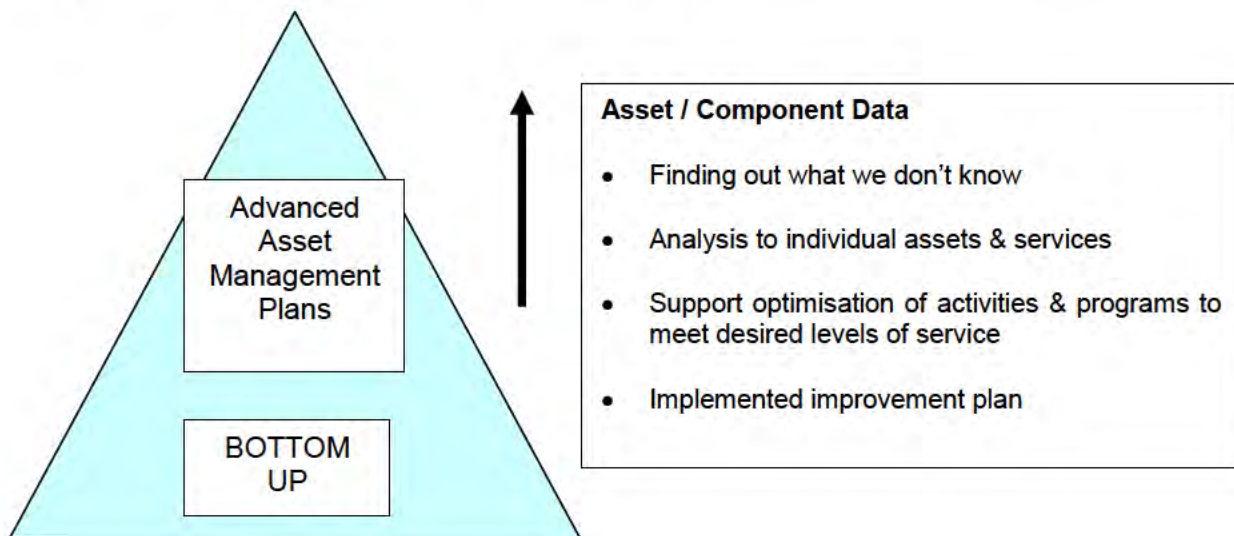 Advanced
Asset
Management
Plans
BOTTOM
UP
Asset / Component Data
• Finding out what we don't know
• Analysis to individual assets & services
• Support optimisation of activities & programs to
meet desired levels of service
• Implemented improvement plan